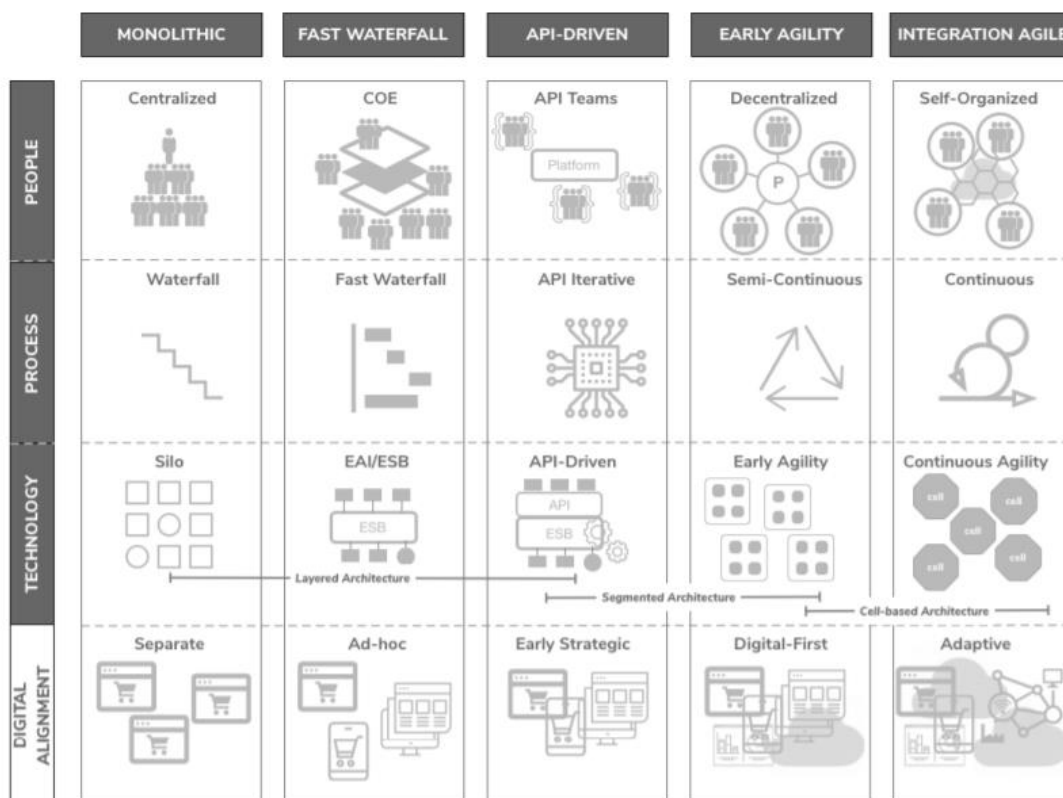 MONOLITHIC
FAST WATERFALL
API-DRIVEN
EARLY AGILITY
INTEGRATION AGILE
PEOPLE
Centralized
COE
API Teams
Platform
Decentralized
P
Self-Organized
PROCESS
Waterfall
Fast Waterfall
API Iterative
Semi-Continuous
Continuous
TECHNOLOGY
Silo
EAI/ESB
ESB
API-Driven
API
ESB
Early Agility
Continuous Agility
cell
cell
cell
cell
cell
Layered Architecture
Segmented Architecture
Cell-based Architecture
DIGITAL
ALIGNMENT
Separate
Ad-hoc
Early Strategic
Digital-First
Adaptive